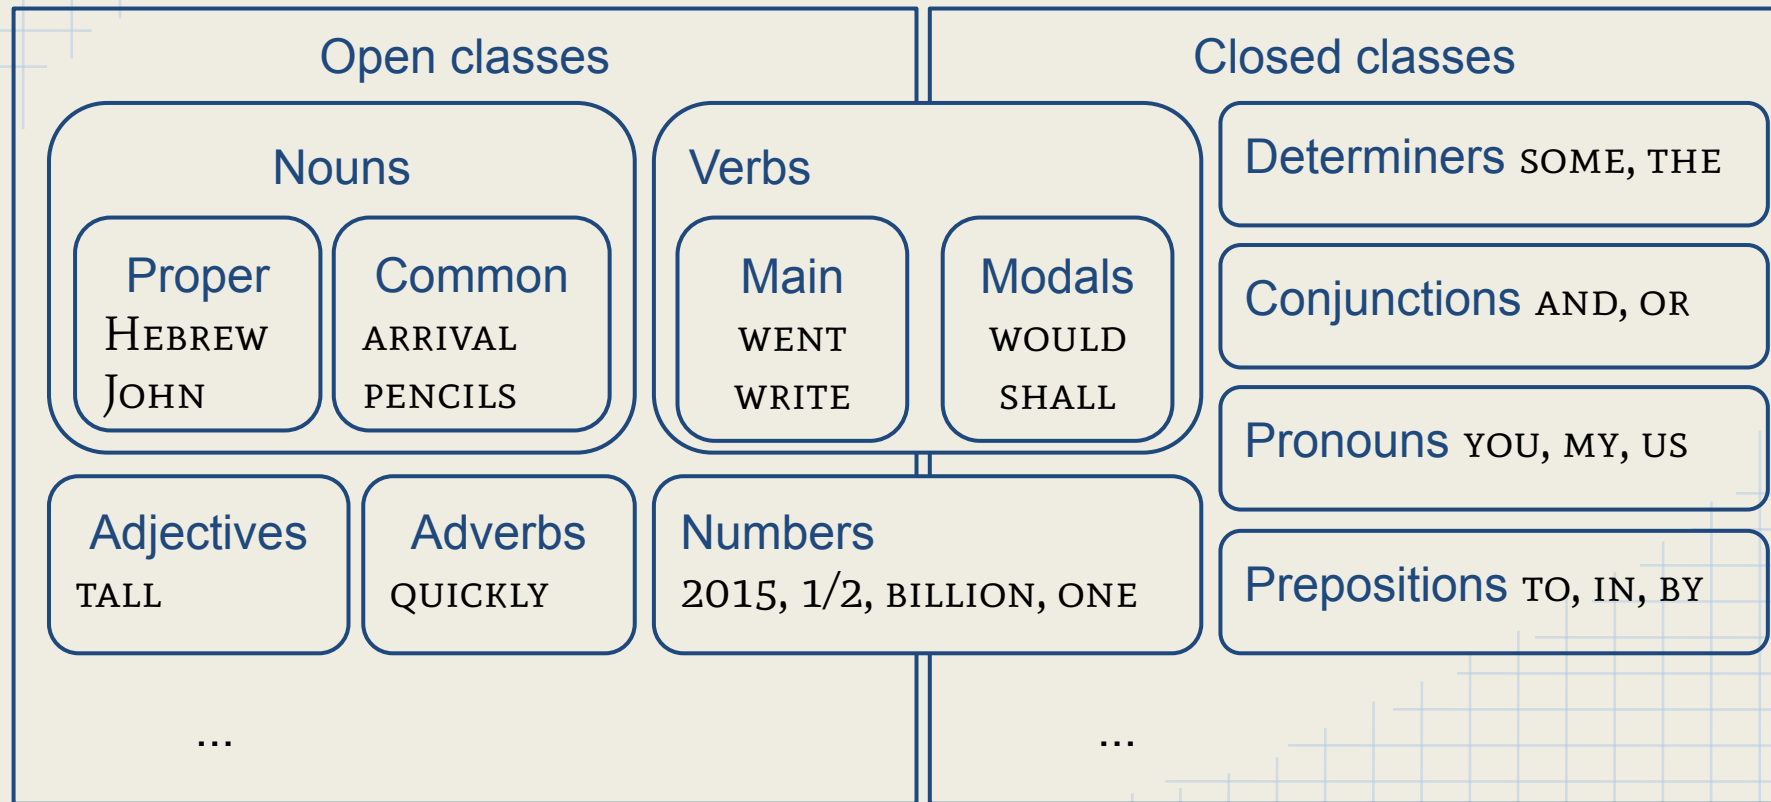 Open classes
Closed classes
Nouns
Proper
Hebrew
John
Common
arrival
pencils
Verbs
Main
went
write
Modals
would
shall
Adjectives
tall
Adverbs
quickly
Numbers
2015, 1/2, billion, one
Determiners some, the
Conjunctions and, or
Pronouns you, my, us
Prepositions to, in, by
...
...